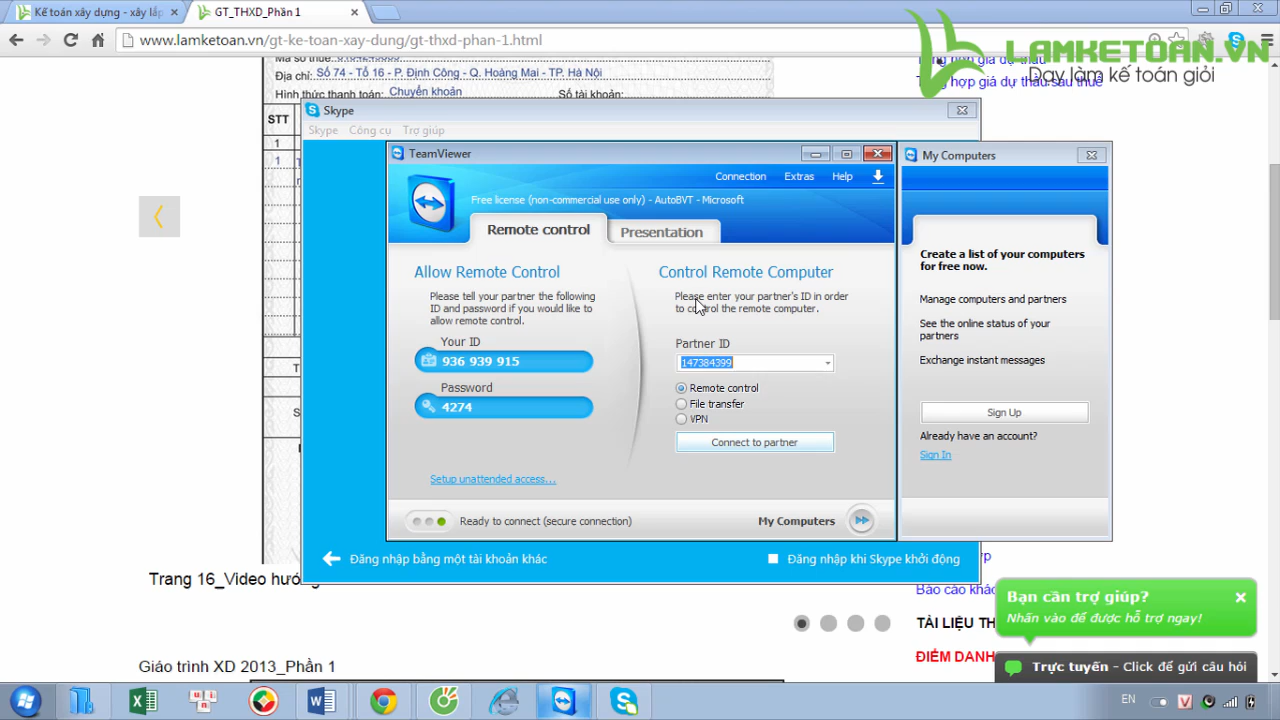 Kế toán xây dựng - xây lắp
GT_THXD_Phần 1
www.lamketoan.vn/gt-ke-toan-xay-dung/gt-thxd-phan-1.html
LAMKETOAN.VN
Dạy làm kế toán giỏi
Tổng hợp giá dự thầu
Tổng hợp giá dự thầu sau thuế
Địa chỉ: Số 74 - Tổ 16 - P. Định Công - Q. Hoàng Mai - TP. Hà Nội
Hình thức thanh toán: Chuyển khoản Số tài khoản:
STT
1
1
Skype
Skype Công cụ Trợ giúp
TeamViewer
Connection Extras Help
Free license (non-commercial use only) - AutoBVT - Microsoft
Remote control
Presentation
Allow Remote Control
Please tell your partner the following
ID and password if you would like to
allow remote control.
Your ID
936 939 915
Password
4274
Setup unattended access...
Control Remote Computer
Please enter your partner's ID in order
to control the remote computer.
Partner ID
147384399
Remote control
File transfer
VPN
Connect to partner
Ready to connect (secure connection)
My Computers
My Computers
Create a list of your computers
for free now.
Manage computers and partners
See the online status of your
partners
Exchange instant messages
Sign Up
Already have an account?
Sign In
Đăng nhập bằng một tài khoản khác
Đăng nhập khi Skype khởi động
Trang 16_Video hướng
Báo cáo khác
TÀI LIỆU TH
ĐIỂM DANH
Bạn cần trợ giúp?
Nhấn vào để được hỗ trợ ngay!
Trực tuyến - Click để gửi câu hỏi
Giáo trình XD 2013_Phần 1
EN